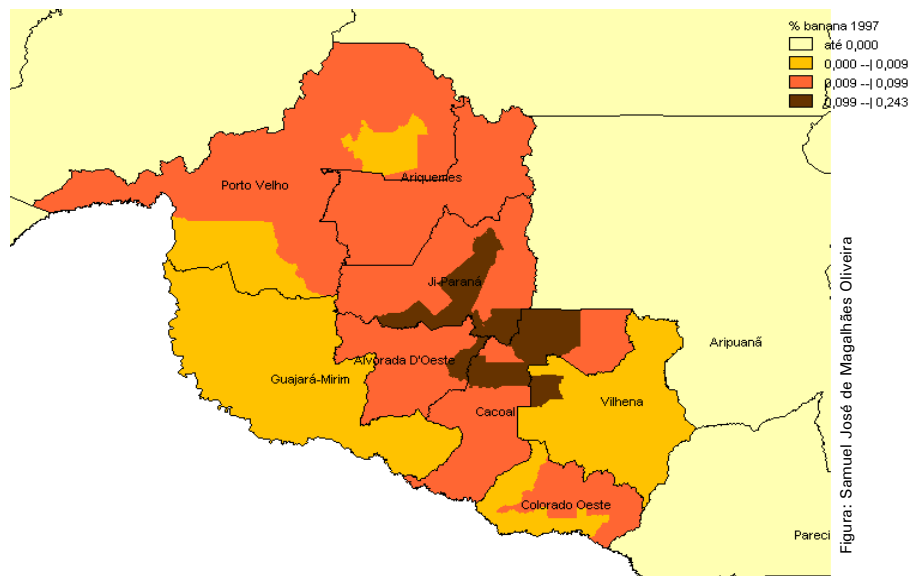 % banana 1997
até 0,000
0,000 --| 0,009
0,009 --| 0,099
0,099 --| 0,243
Porto Velho
Ariquemes
Ji-Paraná
Alvorada D'Oeste
Guajará-Mirim
Cacoal
Vilhena
Aripuanã
Colorado Oeste
Pareci
Figura: Samuel José de Magalhães Oliveira